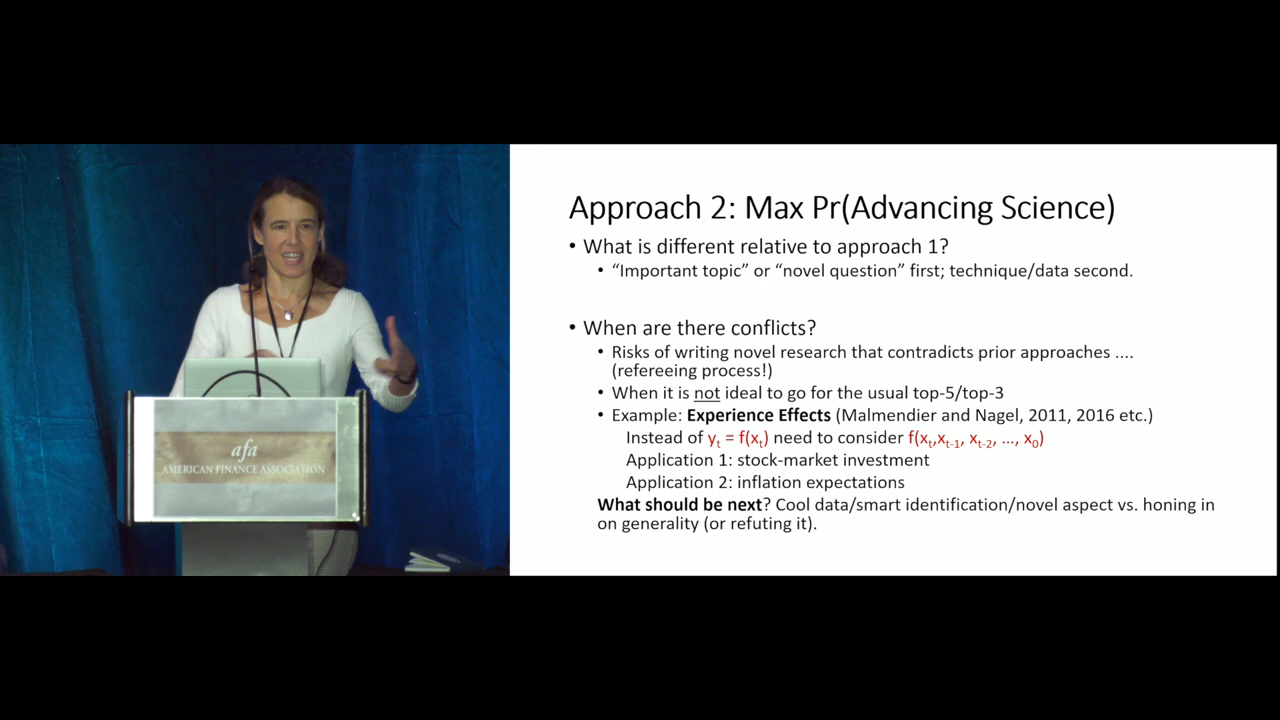 Approach 2: Max Pr(Advancing Science)
• What is different relative to approach 1?
• “Important topic” or “novel question” first; technique/data second.
• When are there conflicts?
• Risks of writing novel research that contradicts prior approaches ....
(refereeing process!)
• When it is not ideal to go for the usual top-5/top-3
• Example: Experience Effects (Malmendier and Nagel, 2011, 2016 etc.)
Instead of yt = f(xt) need to consider f(xt,xt-1, xt-2, ..., x0)
Application 1: stock-market investment
Application 2: inflation expectations
What should be next? Cool data/smart identification/novel aspect vs. honing in
on generality (or refuting it).
afa
AMERICAN FINANCE ASSOCIATION